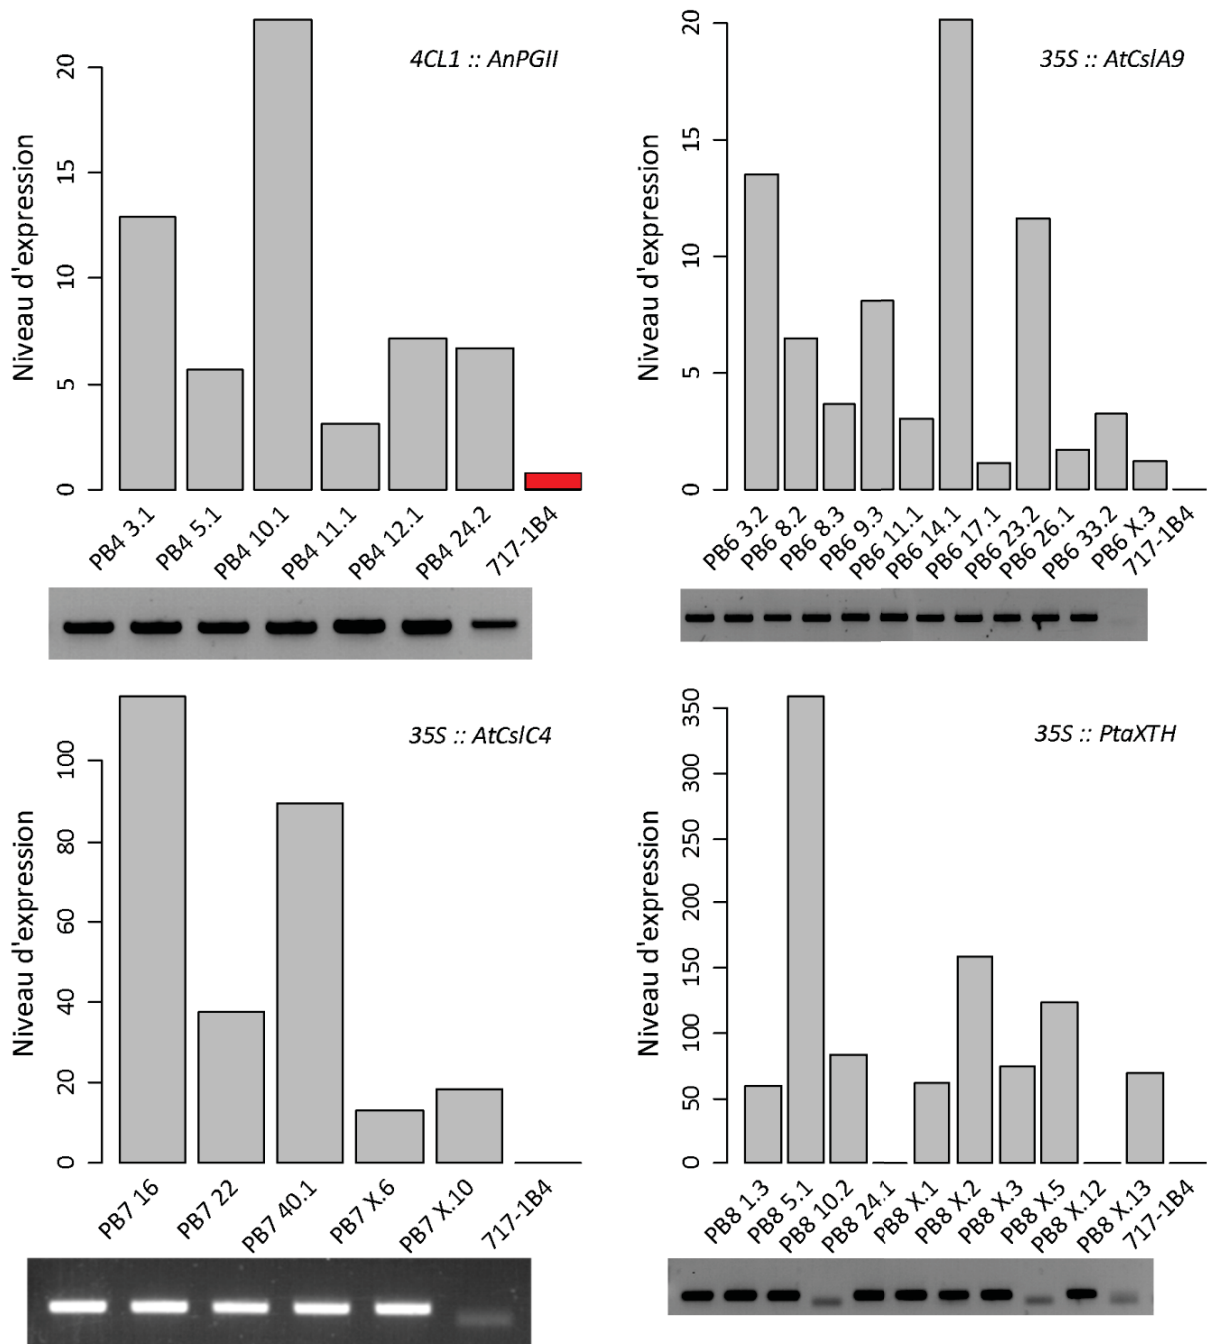 4CL1 :: AnPGII
Niveau d'expression
20
15
10
5
0
PB4 3.1
PB4 5.1
PB4 10.1
PB4 11.1
PB4 12.1
PB4 24.2
717-1B4
35S :: AtCslA9
Niveau d'expression
20
15
10
5
0
PB6 3.2
PB6 8.2
PB6 8.3
PB6 9.3
PB6 11.1
PB6 14.1
PB6 17.1
PB6 23.2
PB6 26.1
PB6 33.2
PB6 X.3
717-1B4
35S :: AtCslC4
Niveau d'expression
100
80
60
40
20
0
PB7 16
PB7 22
PB7 40.1
PB7 X.6
PB7 X.10
717-1B4
35S :: PtaXTH
Niveau d'expression
350
300
250
200
150
100
50
0
PB8 1.3
PB8 5.1
PB8 10.2
PB8 24.1
PB8 X.1
PB8 X.2
PB8 X.3
PB8 X.5
PB8 X.12
PB8 X.13
717-1B4